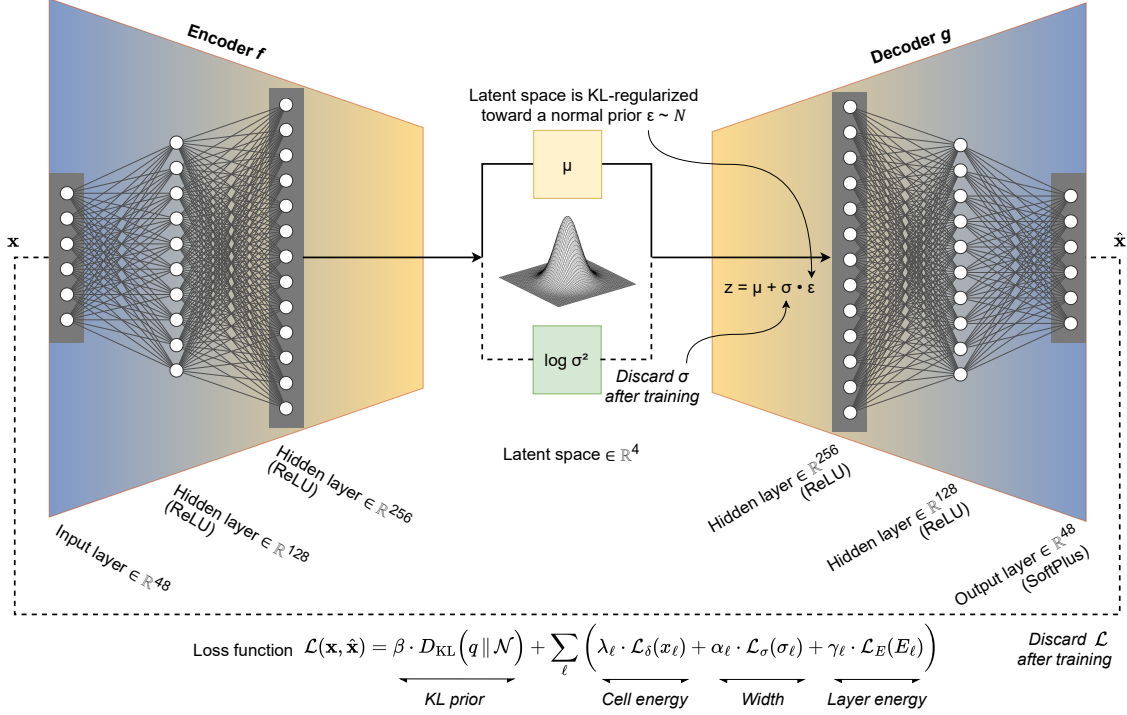 Encoder f
Decoder g
Latent space is KL-regularized
toward a normal prior ε ~ N
μ
x
x̂
z = μ + σ • ε
log σ²
Discard σ
after training
Latent space ∈ ℝ⁴
Input layer ∈ ℝ⁴⁸
Hidden layer ∈ ℝ¹²⁸
(ReLU)
Hidden layer ∈ ℝ²⁵⁶
(ReLU)
Hidden layer ∈ ℝ²⁵⁶
(ReLU)
Hidden layer ∈ ℝ¹²⁸
(ReLU)
Output layer ∈ ℝ⁴⁸
(SoftPlus)
Loss function ℒ(x, x̂) = β · D_KL(q ∥ 𝒩) + ∑_ℓ (λ_ℓ · ℒ_δ(x_ℓ) + α_ℓ · ℒ_σ(σ_ℓ) + γ_ℓ · ℒ_E(E_ℓ))
KL prior
Cell energy
Width
Layer energy
Discard ℒ
after training